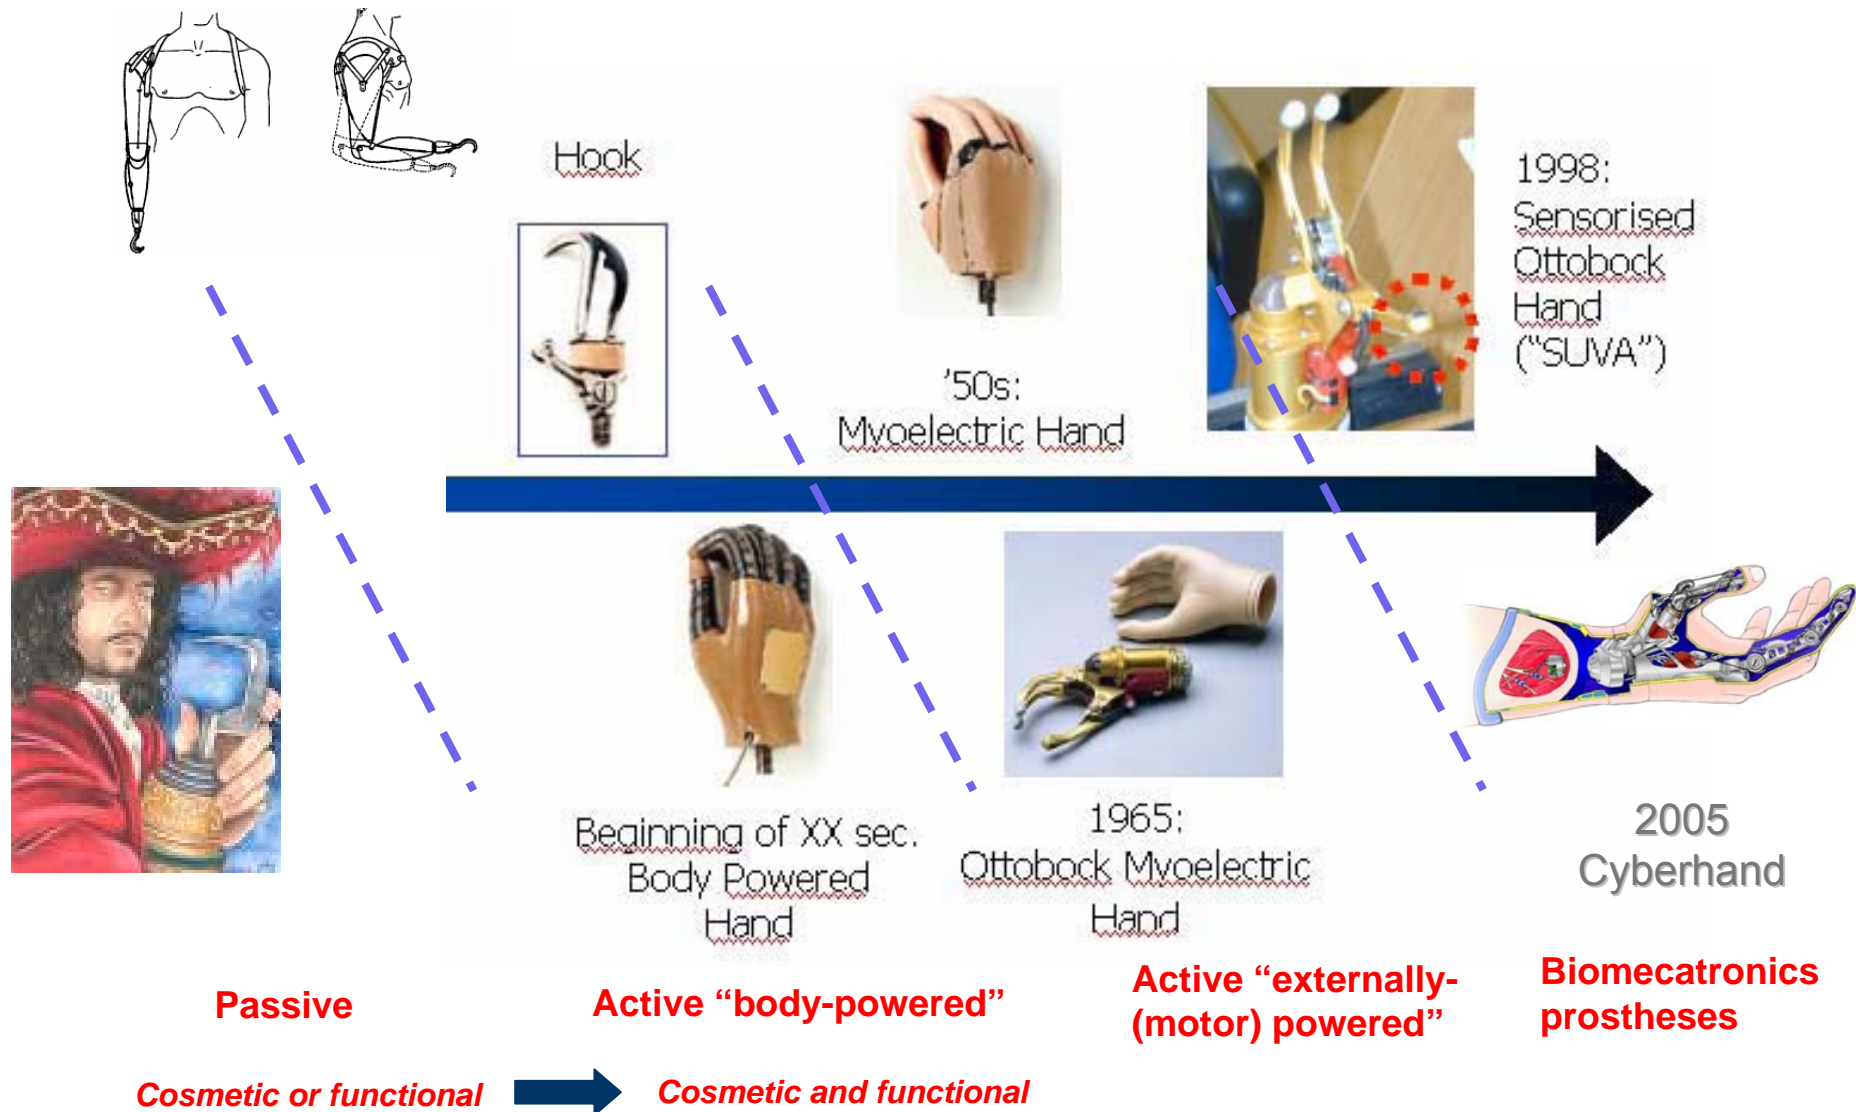 Hook
'50s:
Myoelectric Hand
1998:
Sensorised
Ottobock
Hand
(“SUVA”)
Beginning of XX sec.
Body Powered
Hand
1965:
Ottobock Myoelectric
Hand
2005
Cyberhand
Passive
Active “body-powered”
Active “externally-
(motor) powered”
Biomecatronics
prostheses
Cosmetic or functional
Cosmetic and functional